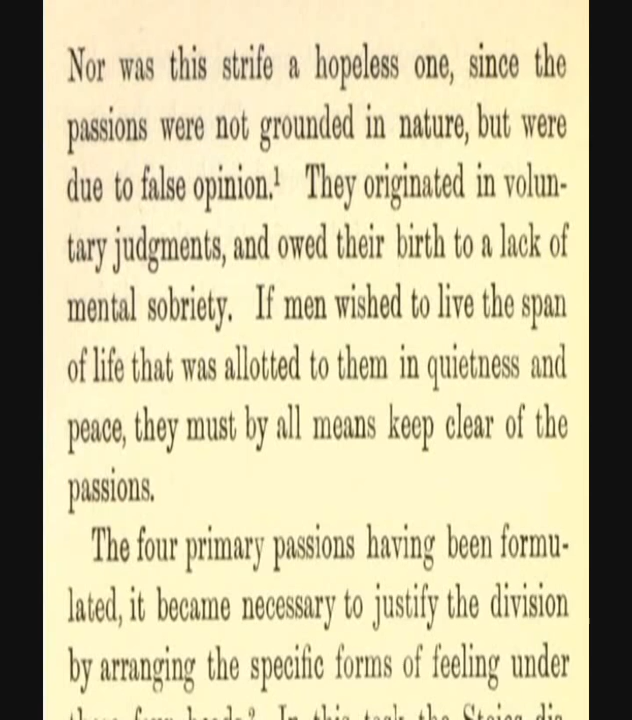 Nor was this strife a hopeless one, since the
passions were not grounded in nature, but were
due to false opinion.¹ They originated in volun-
tary judgments, and owed their birth to a lack of
mental sobriety. If men wished to live the span
of life that was allotted to them in quietness and
peace, they must by all means keep clear of the
passions.
The four primary passions having been formu-
lated, it became necessary to justify the division
by arranging the specific forms of feeling under